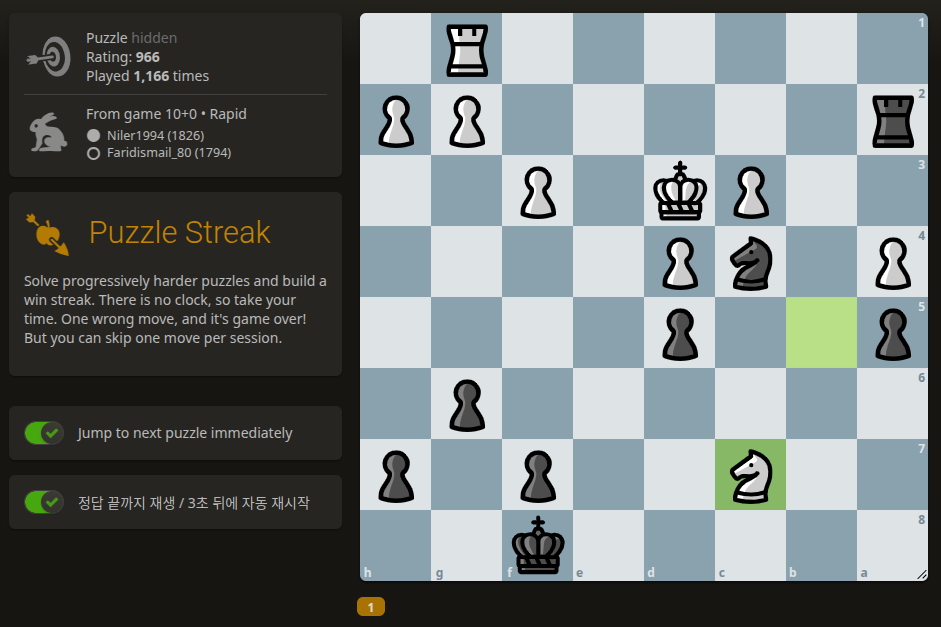 Puzzle hidden
Rating: 966
Played 1,166 times
From game 10+0 • Rapid
Niler1994 (1826)
Faridismail_80 (1794)
Puzzle Streak
Solve progressively harder puzzles and build a
win streak. There is no clock, so take your
time. One wrong move, and it's game over!
But you can skip one move per session.
Jump to next puzzle immediately
정답 끝까지 재생 / 3초 뒤에 자동 재시작
1
2
3
4
5
6
7
8
h g f e d c b a
1